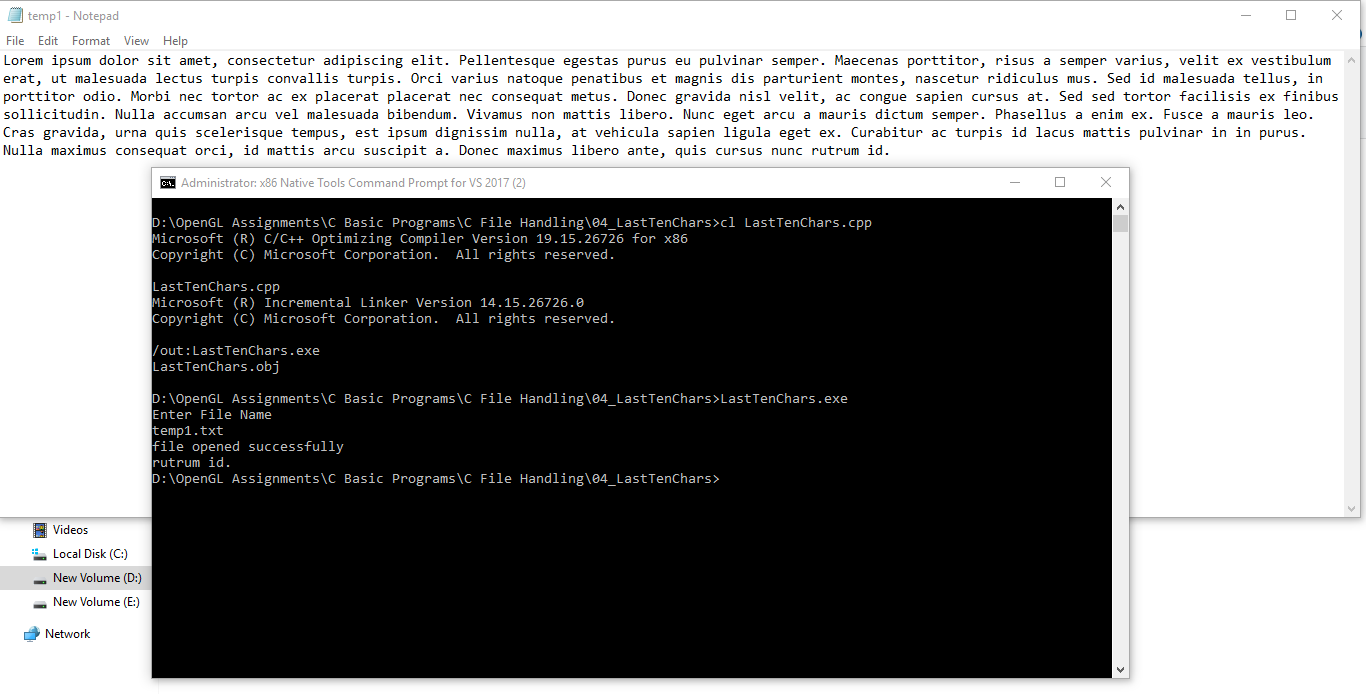 temp1 - Notepad
File Edit Format View Help
Lorem ipsum dolor sit amet, consectetur adipiscing elit. Pellentesque egestas purus eu pulvinar semper. Maecenas porttitor, risus a semper varius, velit ex vestibulum
erat, ut malesuada lectus turpis convallis turpis. Orci varius natoque penatibus et magnis dis parturient montes, nascetur ridiculus mus. Sed id malesuada tellus, in
porttitor odio. Morbi nec tortor ac ex placerat placerat nec consequat metus. Donec gravida nisl velit, ac congue sapien cursus at. Sed sed tortor facilisis ex finibus
sollicitudin. Nulla accumsan arcu vel malesuada bibendum. Vivamus non mattis libero. Nunc eget arcu a mauris dictum semper. Phasellus a enim ex. Fusce a mauris leo.
Cras gravida, urna quis scelerisque tempus, est ipsum dignissim nulla, at vehicula sapien ligula eget ex. Curabitur ac turpis id lacus mattis pulvinar in in purus.
Nulla maximus consequat orci, id mattis arcu suscipit a. Donec maximus libero ante, quis cursus nunc rutrum id.
Administrator: x86 Native Tools Command Prompt for VS 2017 (2)
D:\OpenGL Assignments\C Basic Programs\C File Handling\04_LastTenChars>cl LastTenChars.cpp
Microsoft (R) C/C++ Optimizing Compiler Version 19.15.26726 for x86
Copyright (C) Microsoft Corporation.  All rights reserved.
LastTenChars.cpp
Microsoft (R) Incremental Linker Version 14.15.26726.0
Copyright (C) Microsoft Corporation.  All rights reserved.
/out:LastTenChars.exe
LastTenChars.obj
D:\OpenGL Assignments\C Basic Programs\C File Handling\04_LastTenChars>LastTenChars.exe
Enter File Name
temp1.txt
file opened successfully
rutrum id.
D:\OpenGL Assignments\C Basic Programs\C File Handling\04_LastTenChars>
Videos
Local Disk (C:)
New Volume (D:)
New Volume (E:)
Network